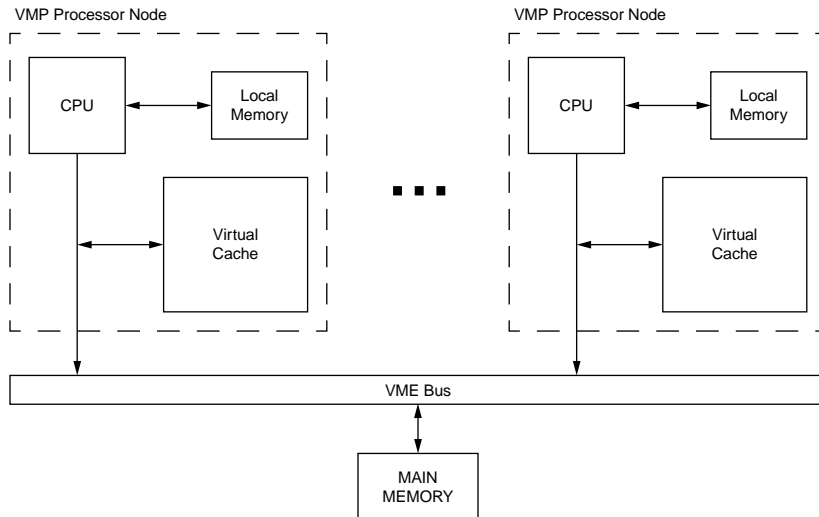 VMP Processor Node
CPU
Local
Memory
Virtual
Cache
VMP Processor Node
CPU
Local
Memory
Virtual
Cache
VME Bus
MAIN
MEMORY